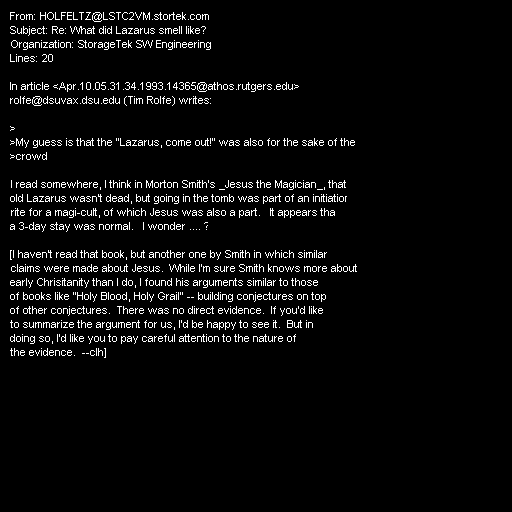 From: HOLFELTZ@LSTC2VM.stortek.com
Subject: Re: What did Lazarus smell like?
Organization: StorageTek SW Engineering
Lines: 20
In article <Apr.10.05.31.34.1993.14365@athos.rutgers.edu>
rolfe@dsuvax.dsu.edu (Tim Rolfe) writes:
>
>My guess is that the "Lazarus, come out!" was also for the sake of the
>crowd
I read somewhere, I think in Morton Smith's _Jesus the Magician_, that
old Lazarus wasn't dead, but going in the tomb was part of an initiation
rite for a magi-cult, of which Jesus was also a part. It appears tha
a 3-day stay was normal. I wonder .... ?
[I haven't read that book, but another one by Smith in which similar
claims were made about Jesus. While I'm sure Smith knows more about
early Chrisitanity than I do, I found his arguments similar to those
of books like "Holy Blood, Holy Grail" -- building conjectures on top
of other conjectures. There was no direct evidence. If you'd like
to summarize the argument for us, I'd be happy to see it. But in
doing so, I'd like you to pay careful attention to the nature of
the evidence. --clh]